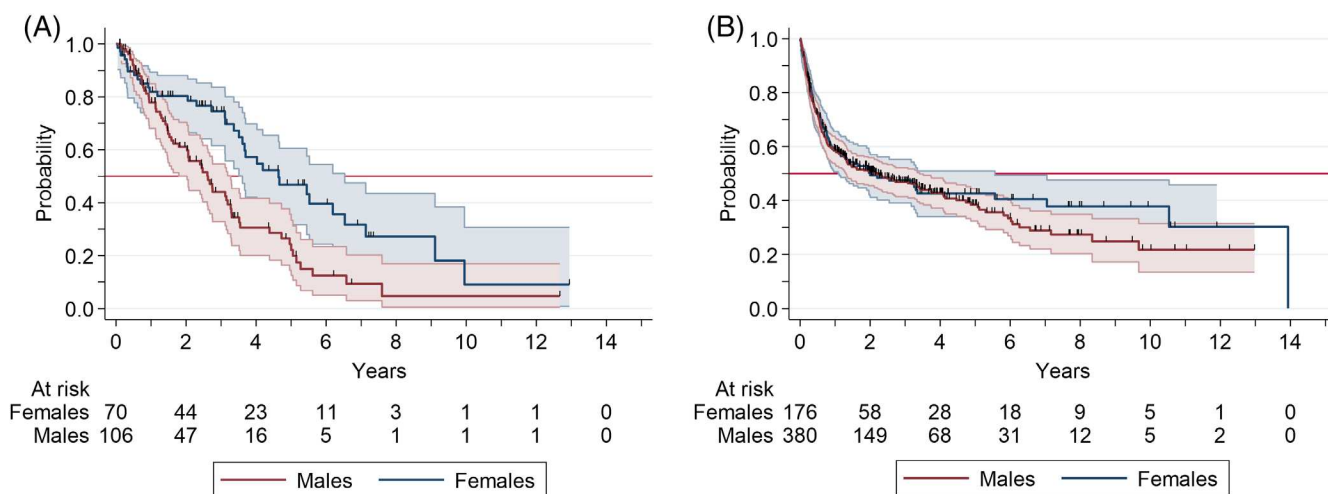 (A)
Probability
1.0
0.8
0.6
0.4
0.2
0.0
0 2 4 6 8 10 12 14
Years
At risk
Females 70 44 23 11 3 1 1 0
Males 106 47 16 5 1 1 1 0
Males Females
(B)
Probability
1.0
0.8
0.6
0.4
0.2
0.0
0 2 4 6 8 10 12 14
Years
At risk
Females 176 58 28 18 9 5 1 0
Males 380 149 68 31 12 5 2 0
Males Females